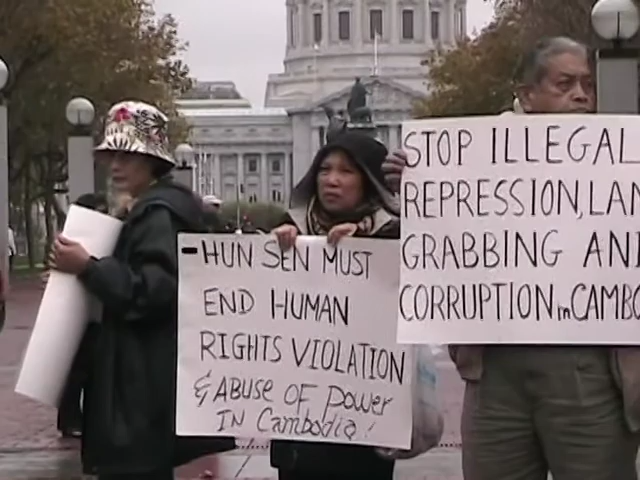 - HUN SEN MUST
END HUMAN
RIGHTS VIOLATION
& ABUSE OF POWER
IN Cambodia!
STOP ILLEGAL
REPRESSION, LAN
GRABBING AN
CORRUPTION in CAMBO